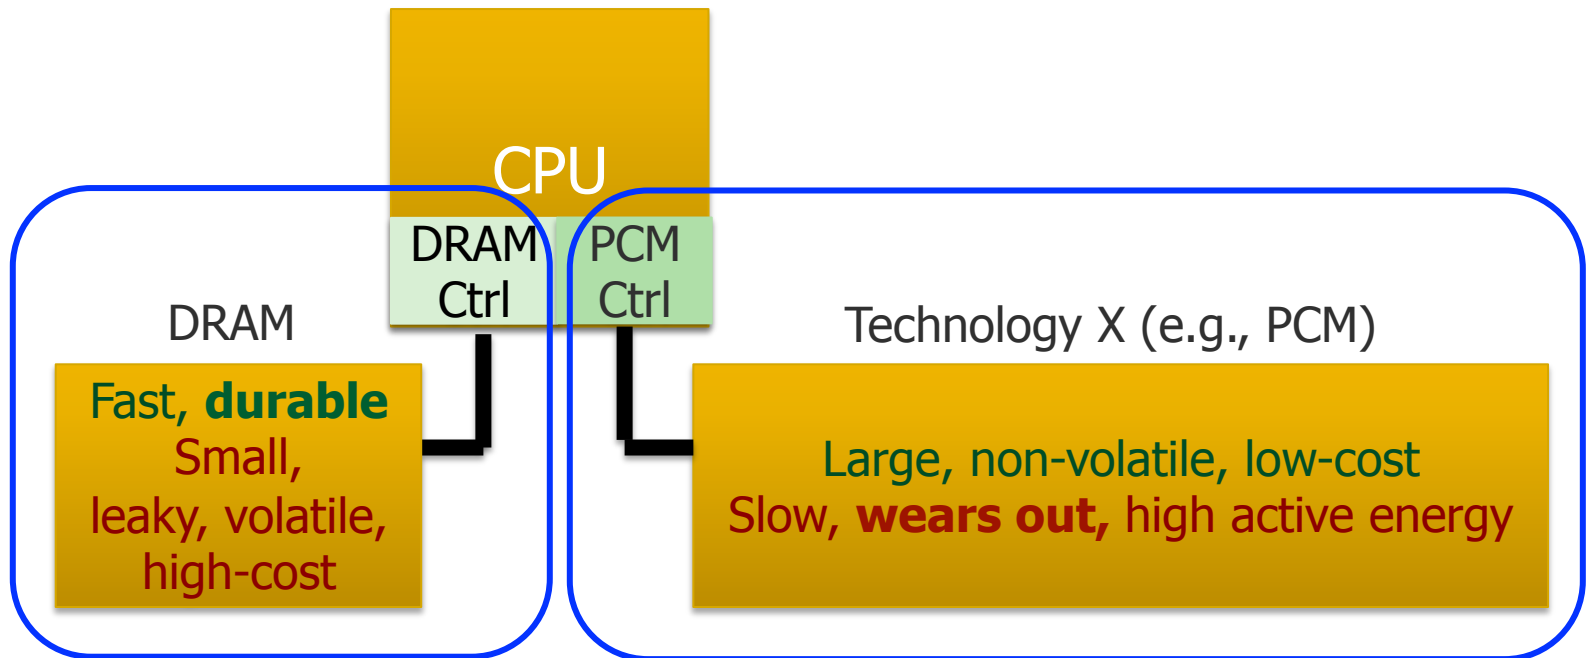 CPU
DRAM
Ctrl
PCM
Ctrl
DRAM
Fast, durable
Small,
leaky, volatile,
high-cost
Technology X (e.g., PCM)
Large, non-volatile, low-cost
Slow, wears out, high active energy